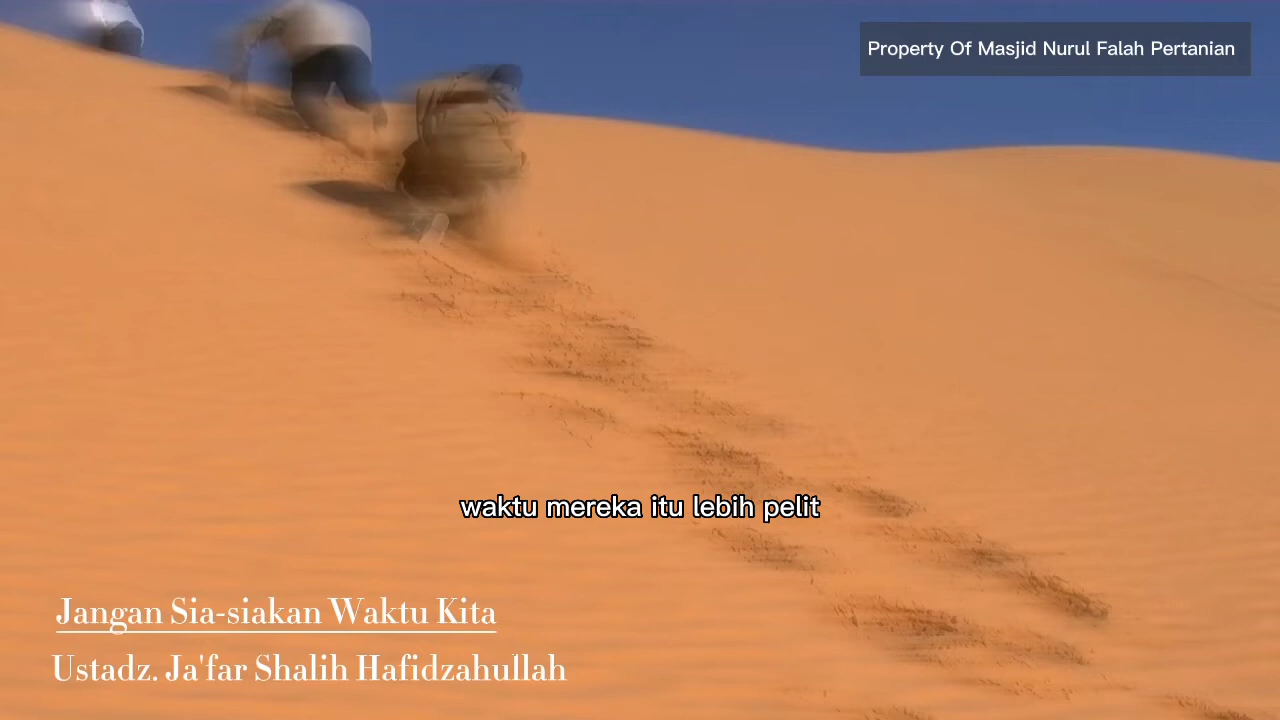 Property Of Masjid Nurul Falah Pertanian
waktu mereka itu lebih pelit
Jangan Sia-siakan Waktu Kita
Ustadz. Ja'far Shalih Hafidzahullah